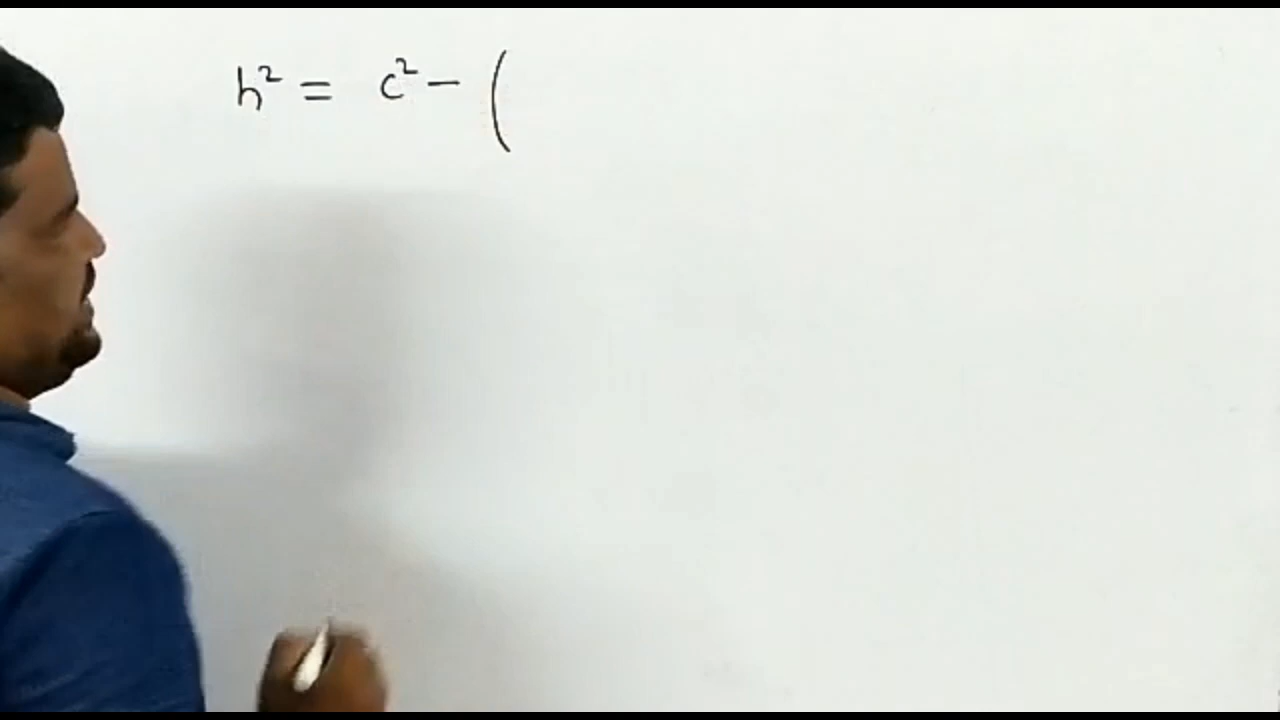 h² = c² - (